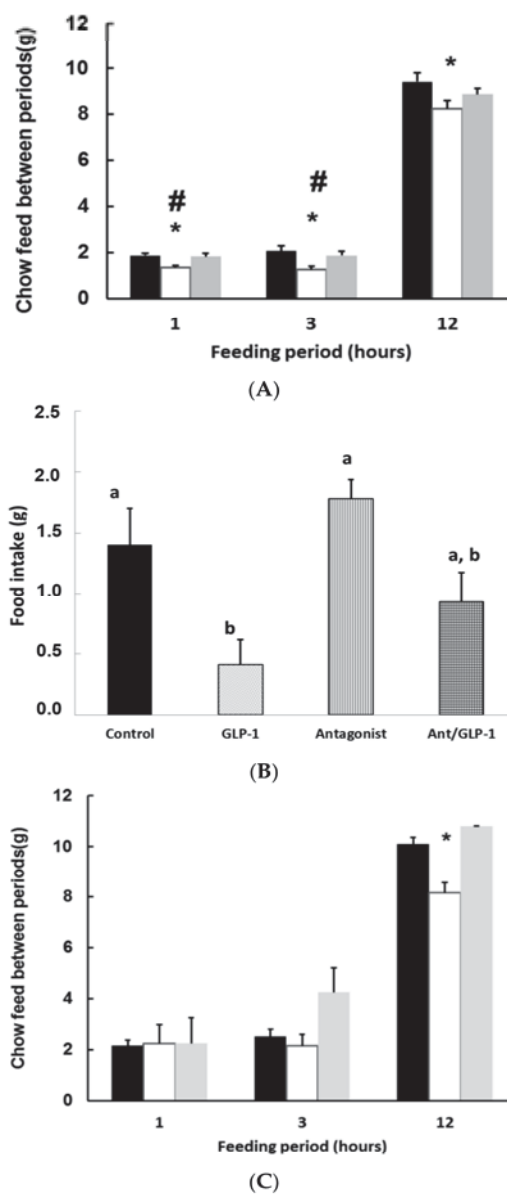 Chow feed between periods(g)
12
10
8
6
4
2
0
#
*
#
*
*
1 3 12
Feeding period (hours)
(A)
Food intake (g)
2.5
2.0
1.5
1.0
0.5
0.0
a
b
a
a, b
Control GLP-1 Antagonist Ant/GLP-1
(B)
Chow feed between periods(g)
12
10
8
6
4
2
0
*
1 3 12
Feeding period (hours)
(C)